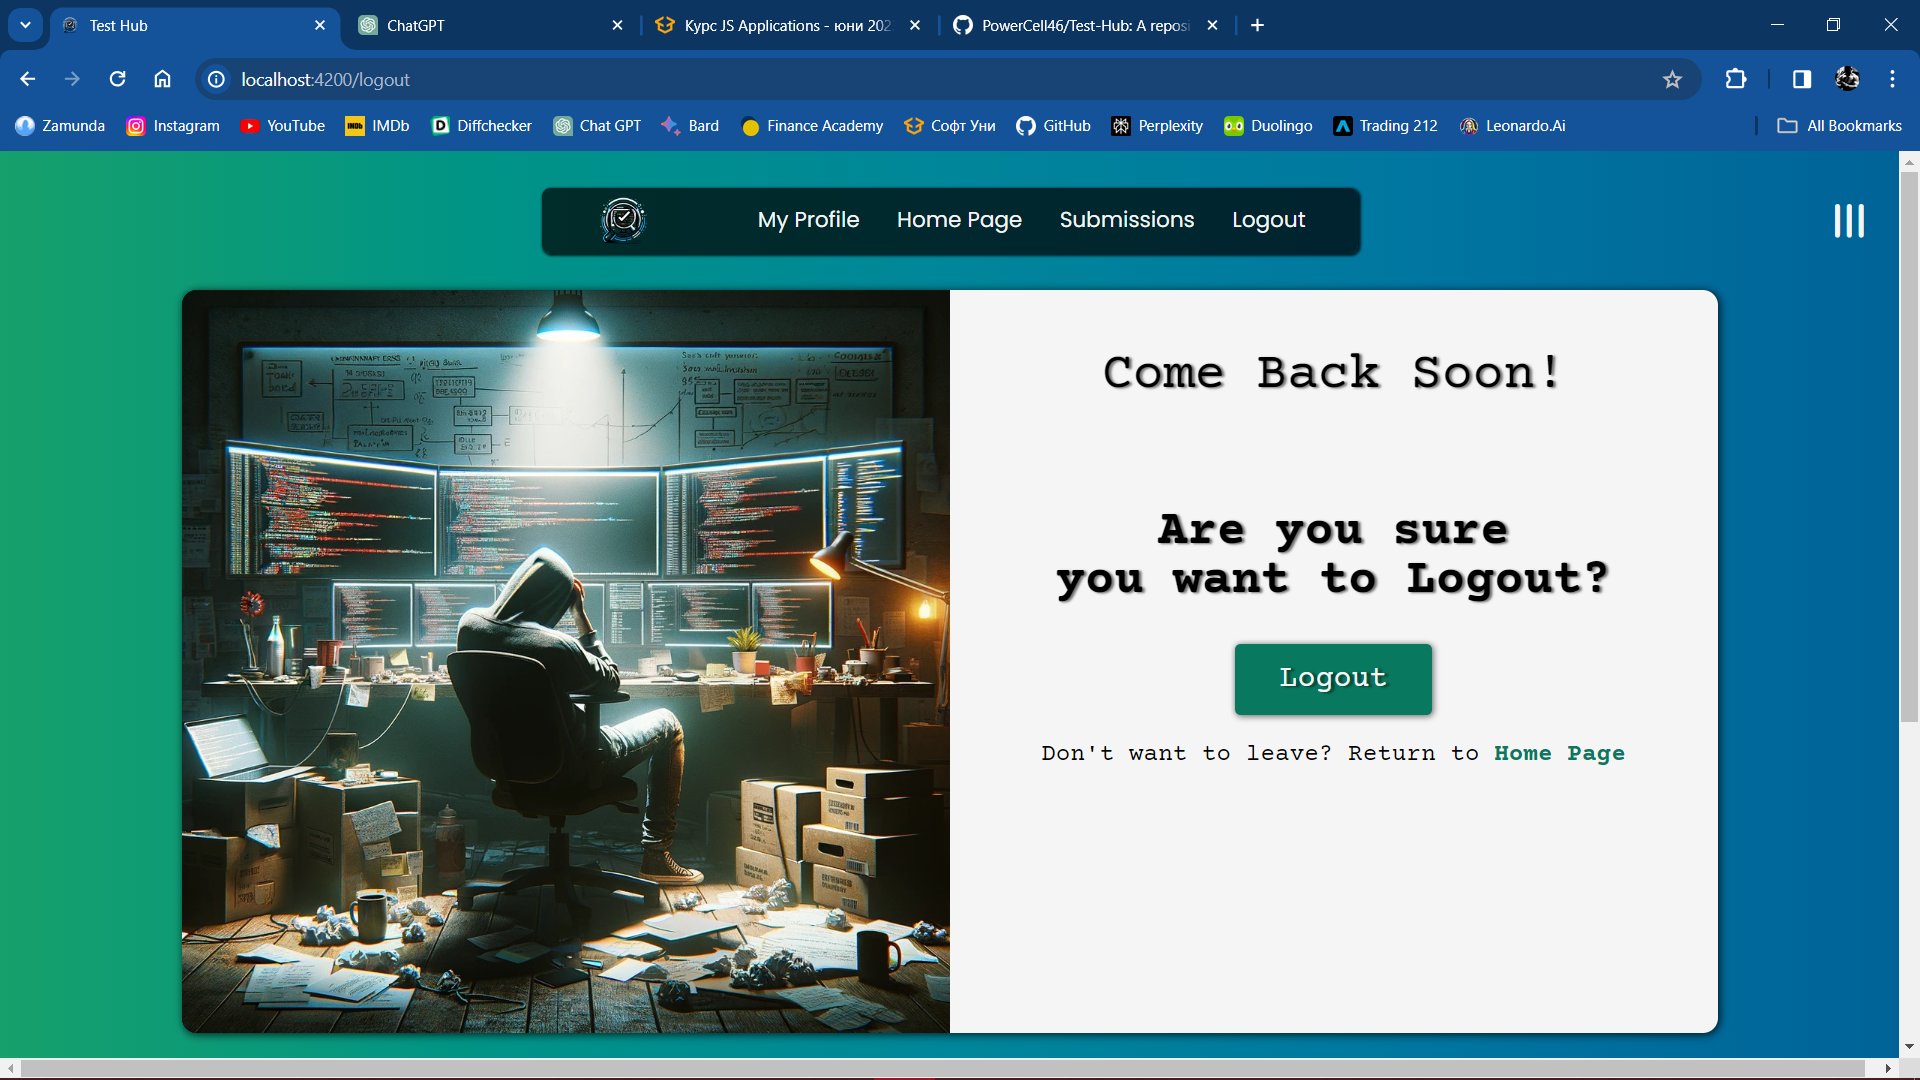 Test Hub
ChatGPT
Курс JS Applications - юни 202
PowerCell46/Test-Hub: A reposi
localhost:4200/logout
Zamunda
Instagram
YouTube
IMDb
Diffchecker
Chat GPT
Bard
Finance Academy
Софт Уни
GitHub
Perplexity
Duolingo
Trading 212
Leonardo.Ai
All Bookmarks
My Profile
Home Page
Submissions
Logout
Come Back Soon!
Are you sure
you want to Logout?
Logout
Don't want to leave? Return to Home Page